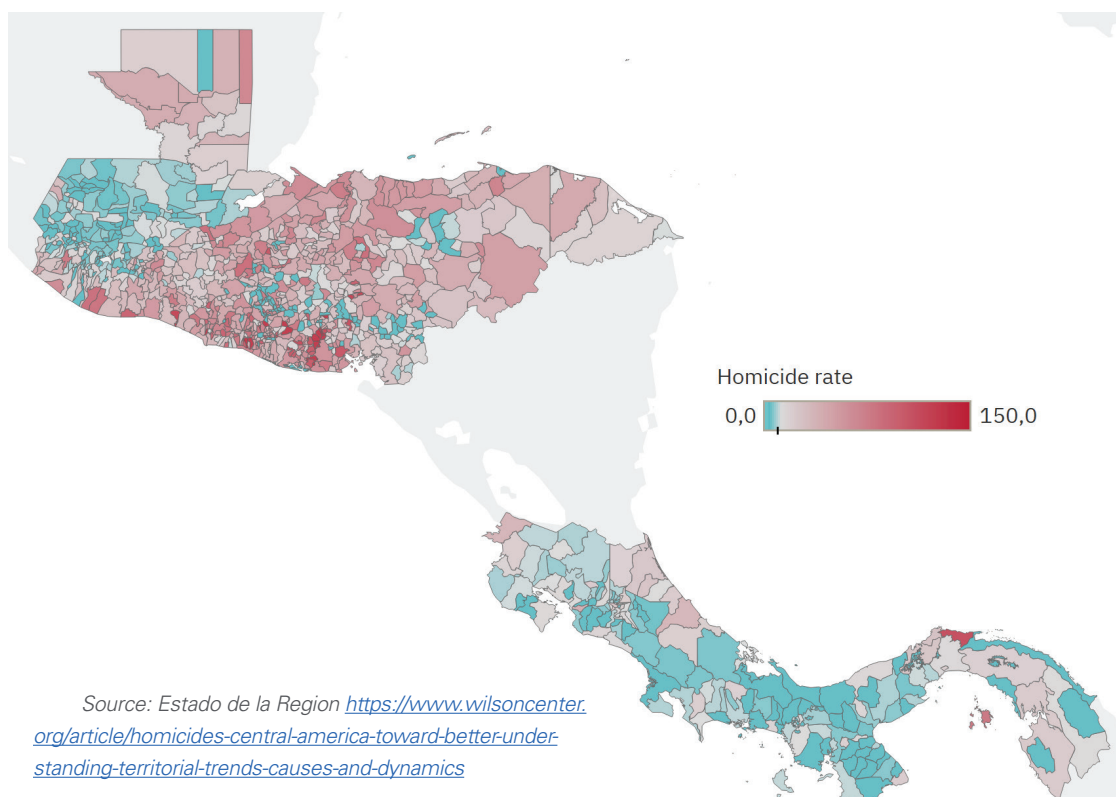 Homicide rate
0,0 150,0
Source: Estado de la Region https://www.wilsoncenter.
org/article/homicides-central-america-toward-better-under-
standing-territorial-trends-causes-and-dynamics